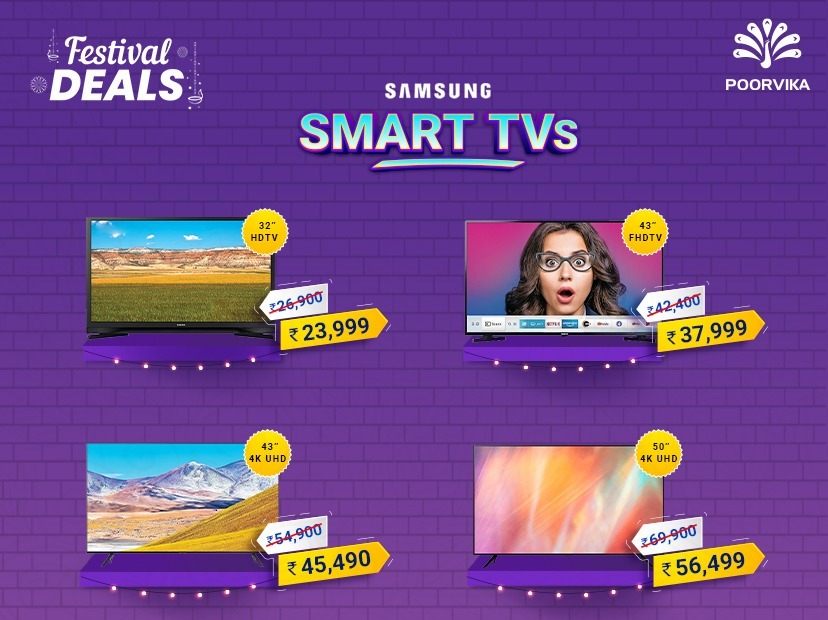 Festival
DEALS
POORVIKA
SAMSUNG
SMART TVs
32"
HDTV
₹26,900
₹23,999
43"
FHDTV
₹42,400
₹37,999
43"
4K UHD
₹54,900
₹45,490
50"
4K UHD
₹69,900
₹56,499